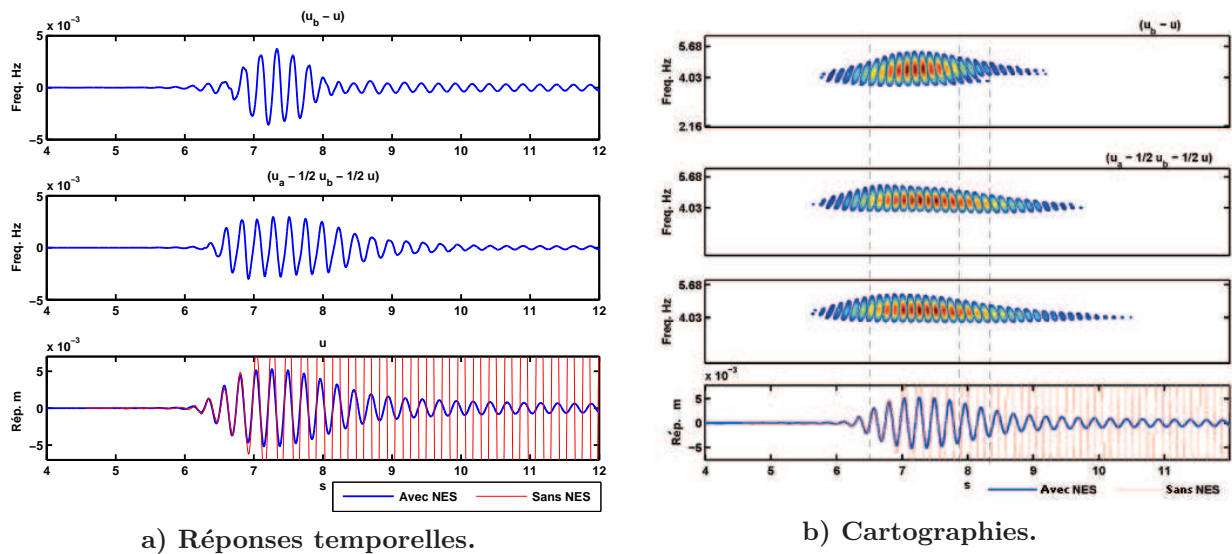 (u_b − u)
x 10^−3
Freq. Hz
5
0
−5
4 5 6 7 8 9 10 11 12
(u_a − 1/2 u_b − 1/2 u)
x 10^−3
Freq. Hz
5
0
−5
4 5 6 7 8 9 10 11 12
u
x 10^−3
Rép. m
5
0
−5
4 5 6 7 8 9 10 11 12
s
Avec NES Sans NES
a) Réponses temporelles.
(u_b − u)
Freq. Hz
5.68
4.03
2.16
(u_a − 1/2 u_b − 1/2 u)
Freq. Hz
5.68
4.03
Freq. Hz
5.68
4.03
x 10^−3
Rép. m
5
0
−5
4 5 6 7 8 9 10 11
s
Avec NES Sans NES
b) Cartographies.